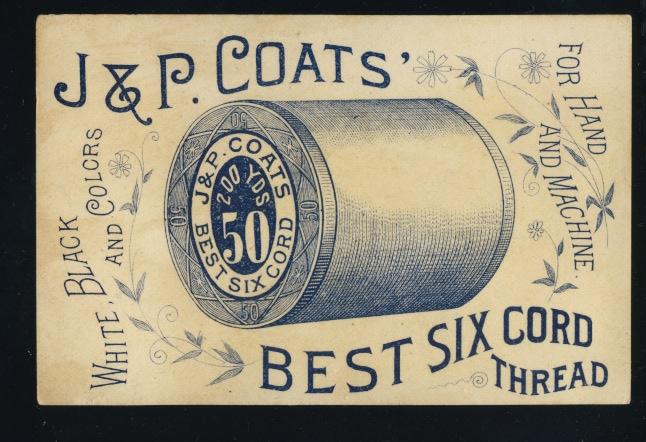 J & P. COATS'
WHITE, BLACK
AND COLORS
FOR HAND
AND MACHINE.
J & P. COATS
200 YDS
50
BEST SIX CORD
50
50
50
50
BEST SIX CORD
THREAD